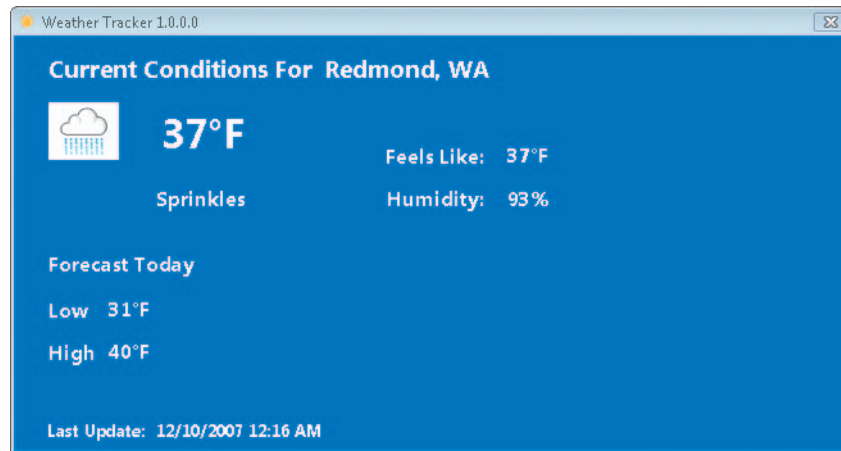 Weather Tracker 1.0.0.0
Current Conditions For Redmond, WA
37°F
Feels Like: 37°F
Sprinkles
Humidity: 93%
Forecast Today
Low 31°F
High 40°F
Last Update: 12/10/2007 12:16 AM